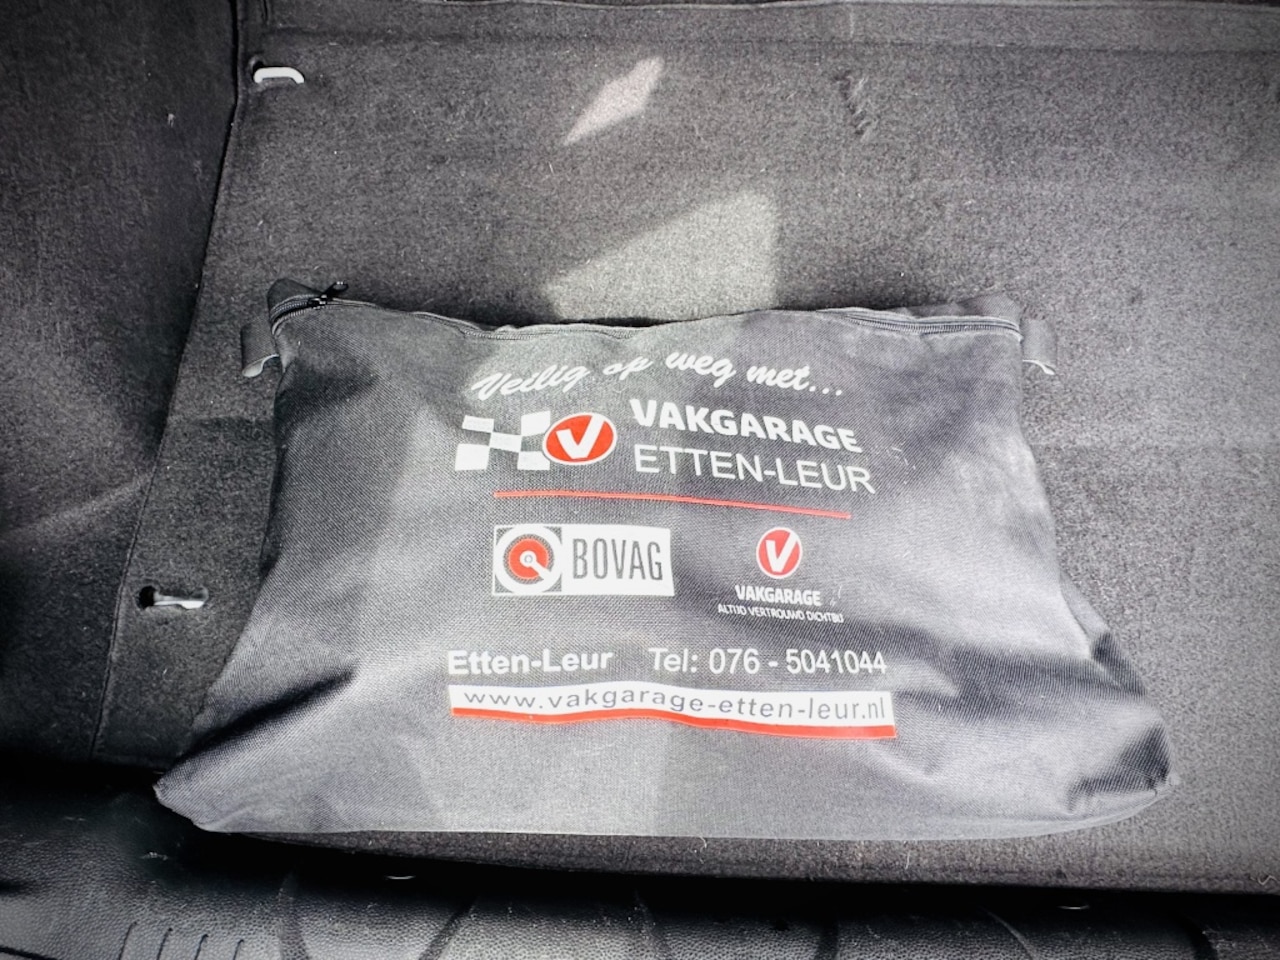 Veilig op weg met...
V VAKGARAGE
ETTEN-LEUR
BOVAG
V
VAKGARAGE
ALTIJD VERTROUWD DICHTBIJ
Etten-Leur Tel: 076 - 5041044
www.vakgarage-etten-leur.nl